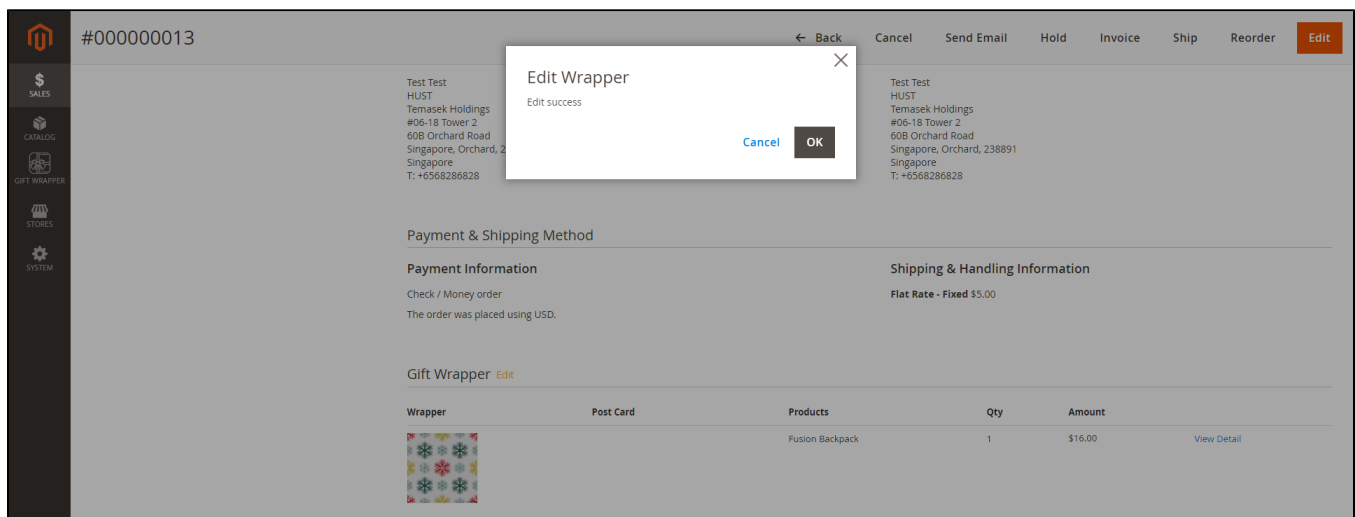 #000000013
← Back Cancel Send Email Hold Invoice Ship Reorder Edit
$
SALES
CATALOG
GIFT WRAPPER
STORES
SYSTEM
Edit Wrapper
Edit success
Cancel OK
Test Test
HUST
Temasek Holdings
#06-18 Tower 2
60B Orchard Road
Singapore, Orchard, 2
Singapore
T: +6568286828
Test Test
HUST
Temasek Holdings
#06-18 Tower 2
60B Orchard Road
Singapore, Orchard, 238891
Singapore
T: +6568286828
Payment & Shipping Method
Payment Information
Check / Money order
The order was placed using USD.
Shipping & Handling Information
Flat Rate - Fixed $5.00
Gift Wrapper Edit
Wrapper Post Card Products Qty Amount
Fusion Backpack 1 $16.00 View Detail